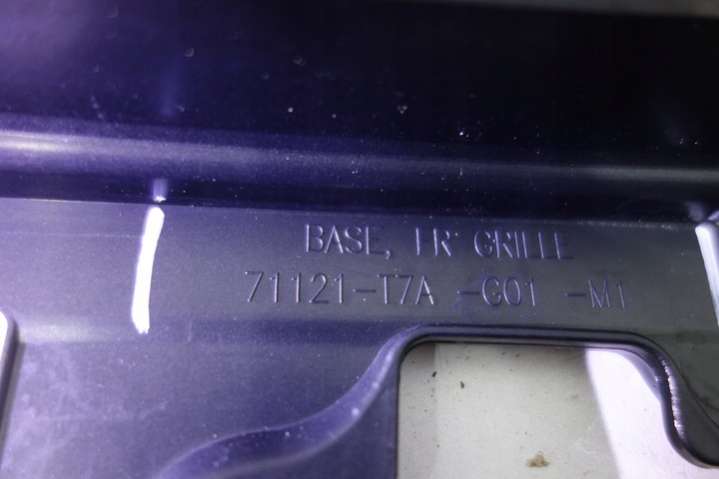 BASE, FR GRILLE
71121-T7A -G01 -M1